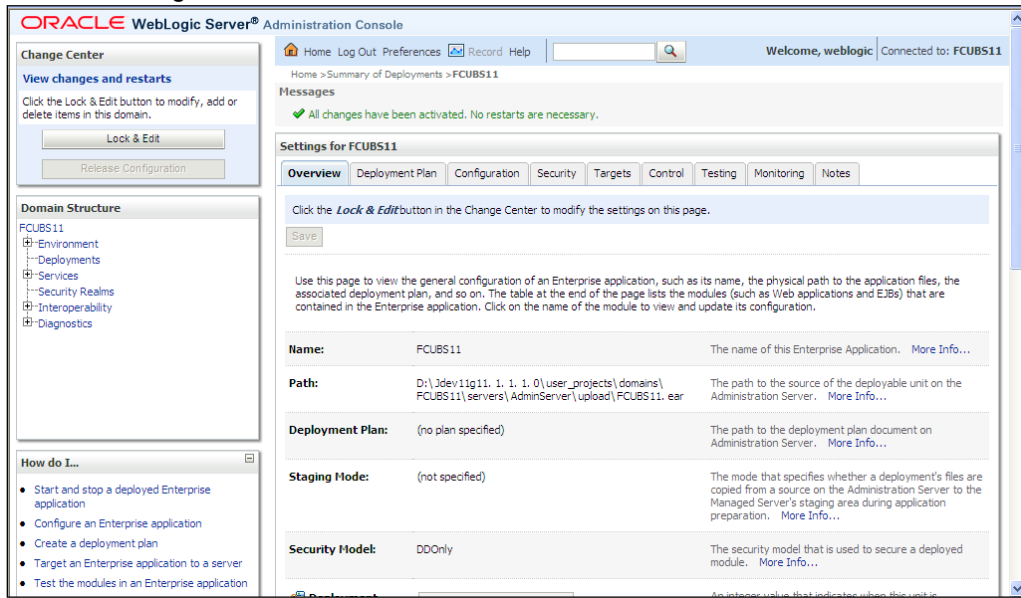 ORACLE WebLogic Server® Administration Console
Change Center
View changes and restarts
Click the Lock & Edit button to modify, add or
delete items in this domain.
Lock & Edit
Release Configuration
Domain Structure
FCUBS11
Environment
Deployments
Services
Security Realms
Interoperability
Diagnostics
How do I...
Start and stop a deployed Enterprise
application
Configure an Enterprise application
Create a deployment plan
Target an Enterprise application to a server
Test the modules in an Enterprise application
Home Log Out Preferences Record Help
Welcome, weblogic Connected to: FCUBS11
Home >Summary of Deployments >FCUBS11
Messages
All changes have been activated. No restarts are necessary.
Settings for FCUBS11
Overview Deployment Plan Configuration Security Targets Control Testing Monitoring Notes
Click the Lock & Edit button in the Change Center to modify the settings on this page.
Save
Use this page to view the general configuration of an Enterprise application, such as its name, the physical path to the application files, the
associated deployment plan, and so on. The table at the end of the page lists the modules (such as Web applications and EJBs) that are
contained in the Enterprise application. Click on the name of the module to view and update its configuration.
Name: FCUBS11 The name of this Enterprise Application. More Info...
Path: D:\Jdev11g11. 1. 1. 1. 0\user_projects\domains\ The path to the source of the deployable unit on the
FCUBS11\servers\AdminServer\upload\FCUBS11. ear Administration Server. More Info...
Deployment Plan: (no plan specified) The path to the deployment plan document on
Administration Server. More Info...
Staging Mode: (not specified) The mode that specifies whether a deployment's files are
copied from a source on the Administration Server to the
Managed Server's staging area during application
preparation. More Info...
Security Model: DDOnly The security model that is used to secure a deployed
module. More Info...
Deployment An integer value that indicates when this unit is